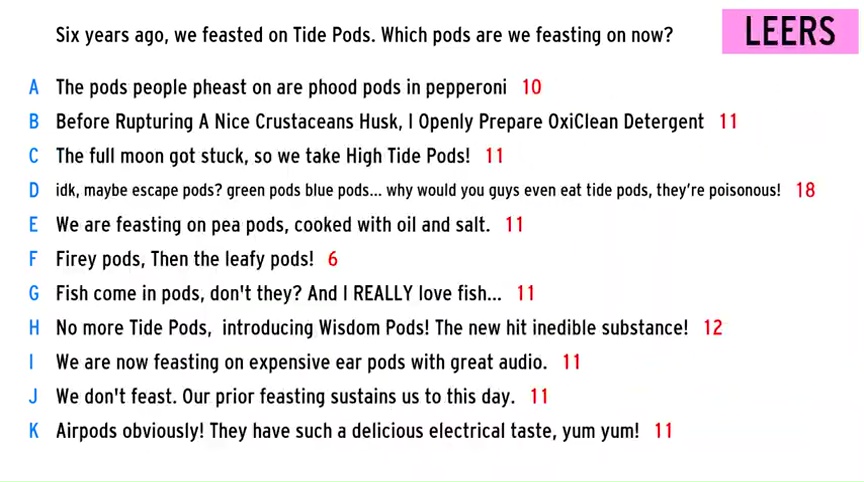 Six years ago, we feasted on Tide Pods. Which pods are we feasting on now?
LEERS
A The pods people pheast on are phood pods in pepperoni 10
B Before Rupturing A Nice Crustaceans Husk, I Openly Prepare OxiClean Detergent 11
C The full moon got stuck, so we take High Tide Pods! 11
D idk, maybe escape pods? green pods blue pods... why would you guys even eat tide pods, they're poisonous! 18
E We are feasting on pea pods, cooked with oil and salt. 11
F Firey pods, Then the leafy pods! 6
G Fish come in pods, don't they? And I REALLY love fish... 11
H No more Tide Pods, introducing Wisdom Pods! The new hit inedible substance! 12
I We are now feasting on expensive ear pods with great audio. 11
J We don't feast. Our prior feasting sustains us to this day. 11
K Airpods obviously! They have such a delicious electrical taste, yum yum! 11